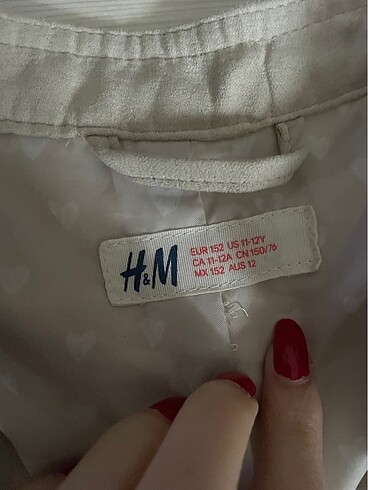 H&M
EUR 152 US 11-12Y
CA 11-12A CN 150/76
MX 152 AUS 12